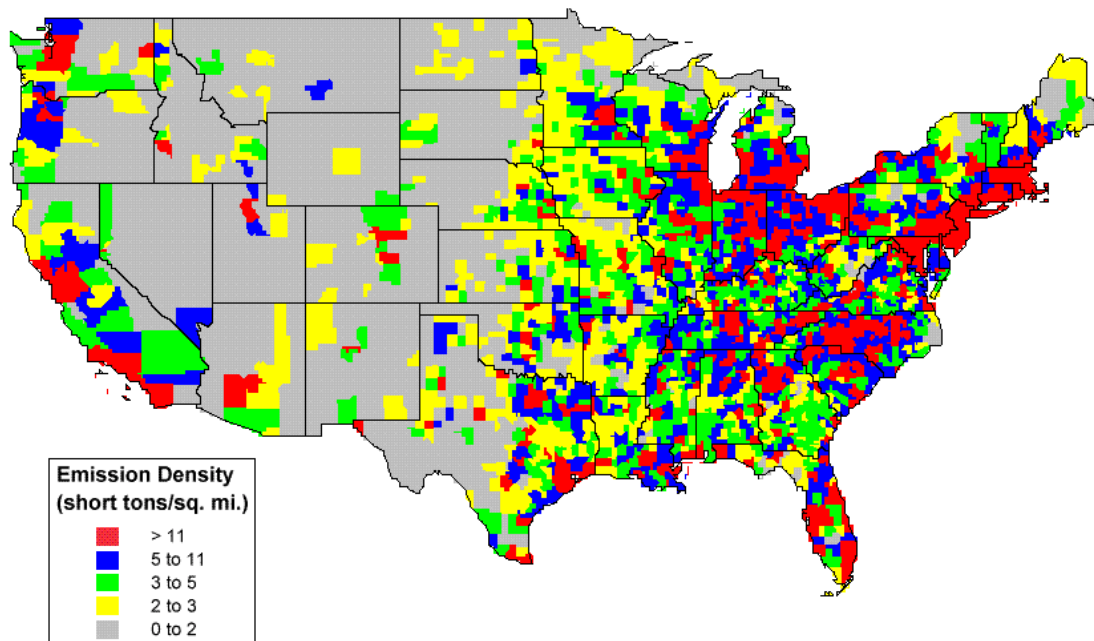 Emission Density
(short tons/sq. mi.)
> 11
5 to 11
3 to 5
2 to 3
0 to 2